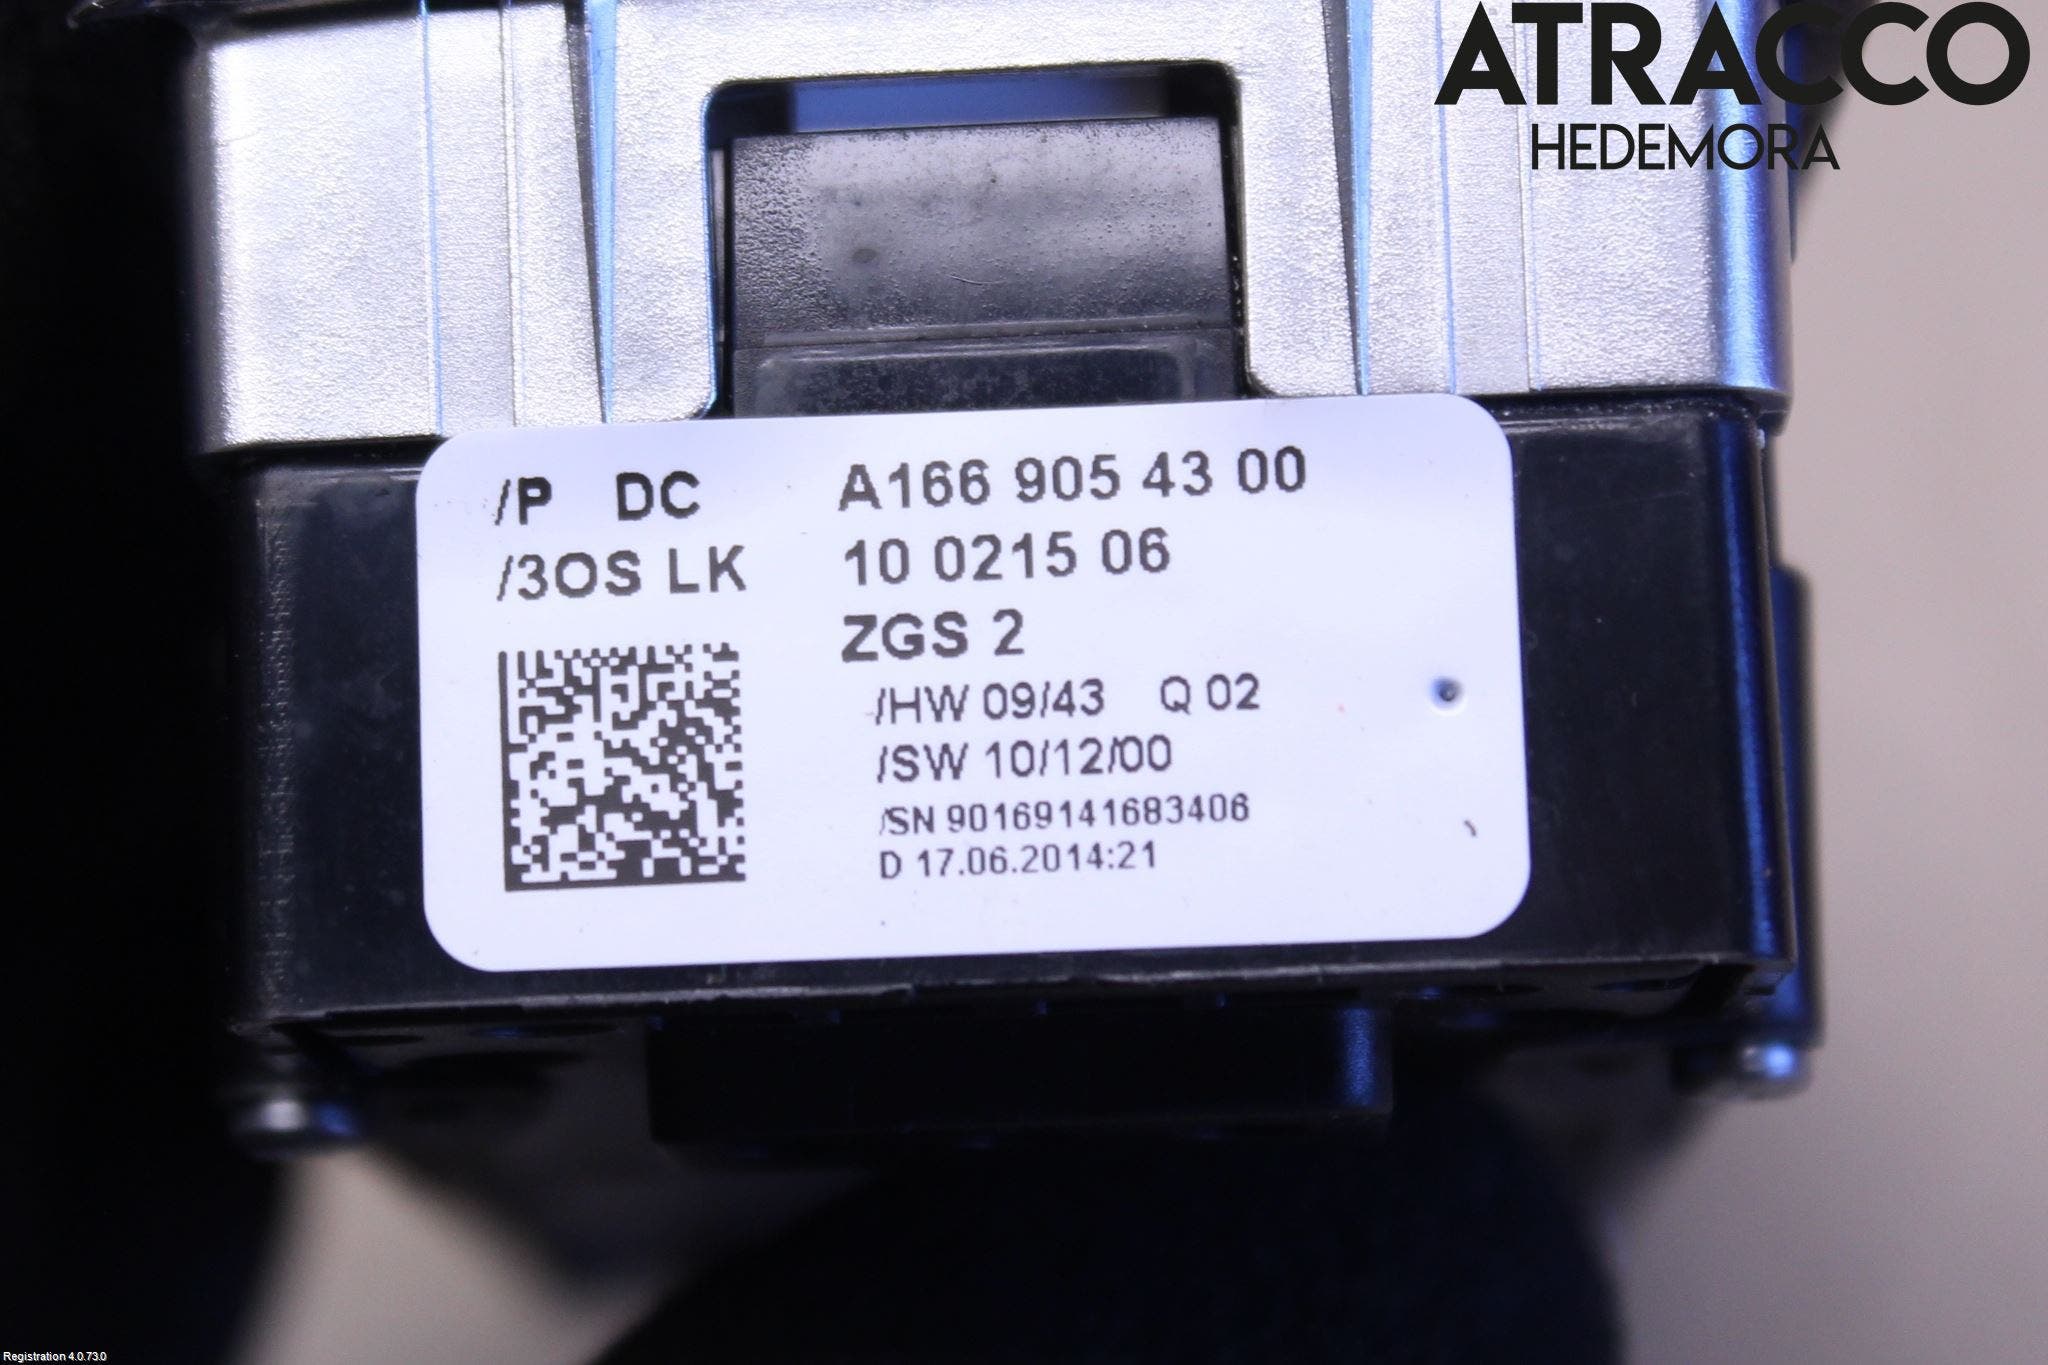 ATRACCO
HEDEMORA
/P DC A166 905 43 00
/3OS LK 10 0215 06
ZGS 2
/HW 09/43 Q 02
/SW 10/12/00
/SN 90169141683406
D 17.06.2014:21
Registration 4.0.73.0